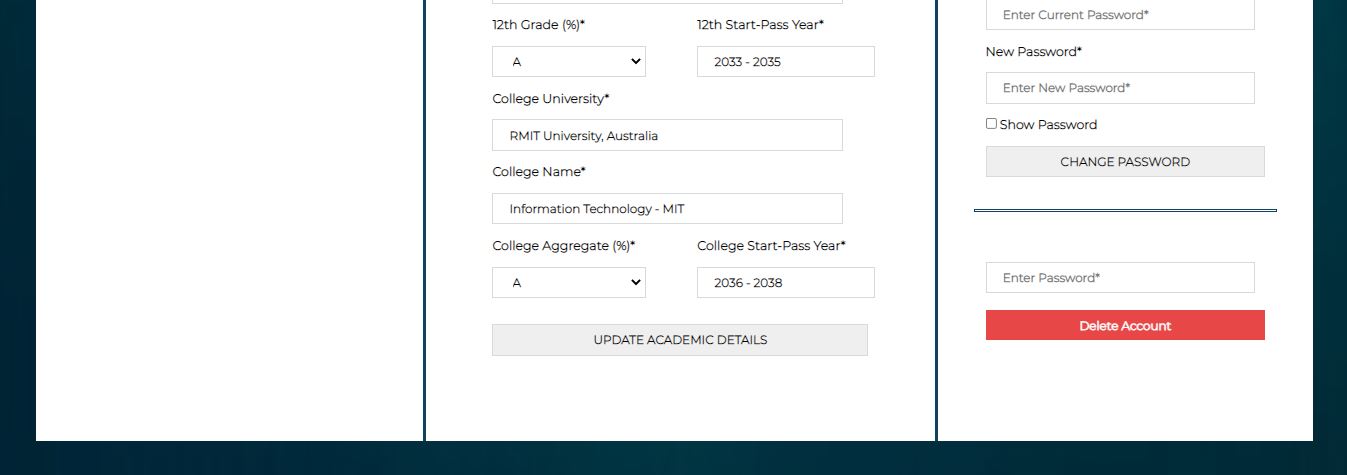 12th Grade (%)* 12th Start-Pass Year*
A 2033 - 2035
College University*
RMIT University, Australia
College Name*
Information Technology - MIT
College Aggregate (%)* College Start-Pass Year*
A 2036 - 2038
UPDATE ACADEMIC DETAILS
Enter Current Password*
New Password*
Enter New Password*
Show Password
CHANGE PASSWORD
Enter Password*
Delete Account